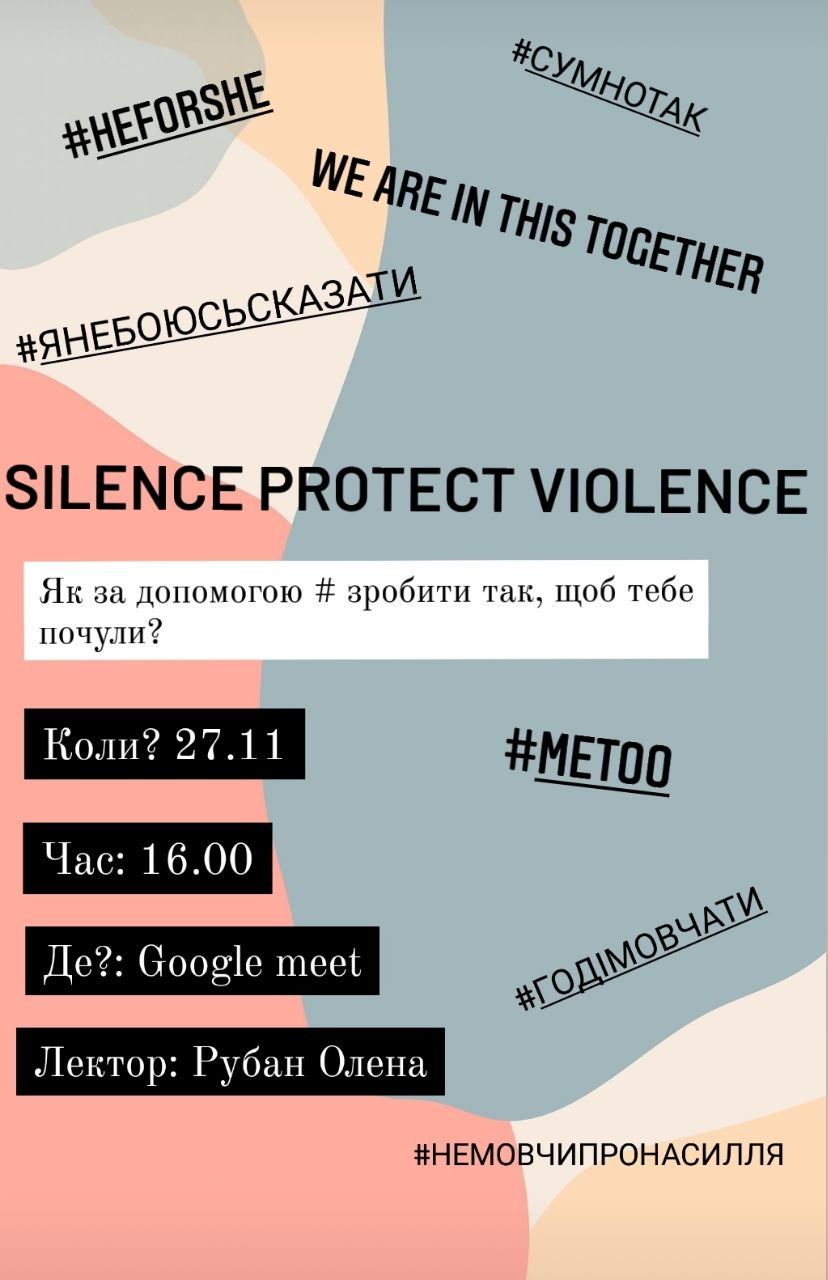 #СУМНОТАК
#HEFORSHE
WE ARE IN THIS TOGETHER
#ЯНЕБОЮСЬСКАЗАТИ
SILENCE PROTECT VIOLENCE
Як за допомогою # зробити так, щоб тебе
почули?
Коли? 27.11
#METOO
Час: 16.00
Де?: Google meet
#ГОДІМОВЧАТИ
Лектор: Рубан Олена
#НЕМОВЧИПРОНАСИЛЛЯ